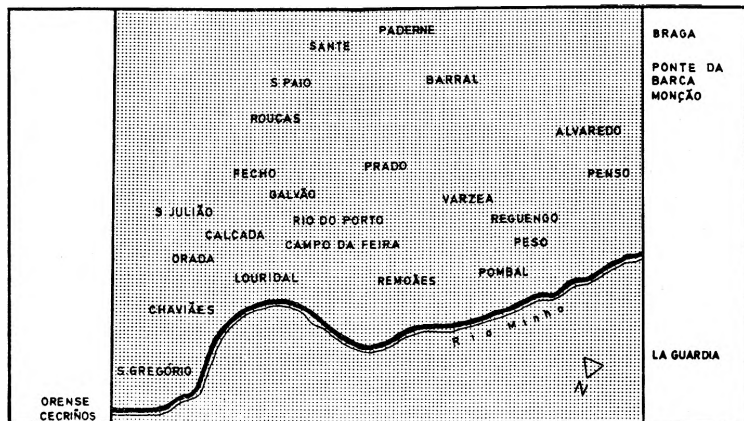 PADERNE
SANTE
BRAGA
S. PAIO
BARRAL
PONTE DA
BARCA
MONÇÃO
ROUÇAS
ALVAREDO
PRADO
FECHO
PENSO
GALVÃO
VARZEA
S. JULIÃO
RIO DO PORTO
REGUENGO
CALÇADA
CAMPO DA FEIRA
PESO
ORADA
LOURIDAL
REMOÃES
POMBAL
CHAVIÃES
Rio Minho
S. GREGÓRIO
LA GUARDIA
N
ORENSE
CECRIÑOS